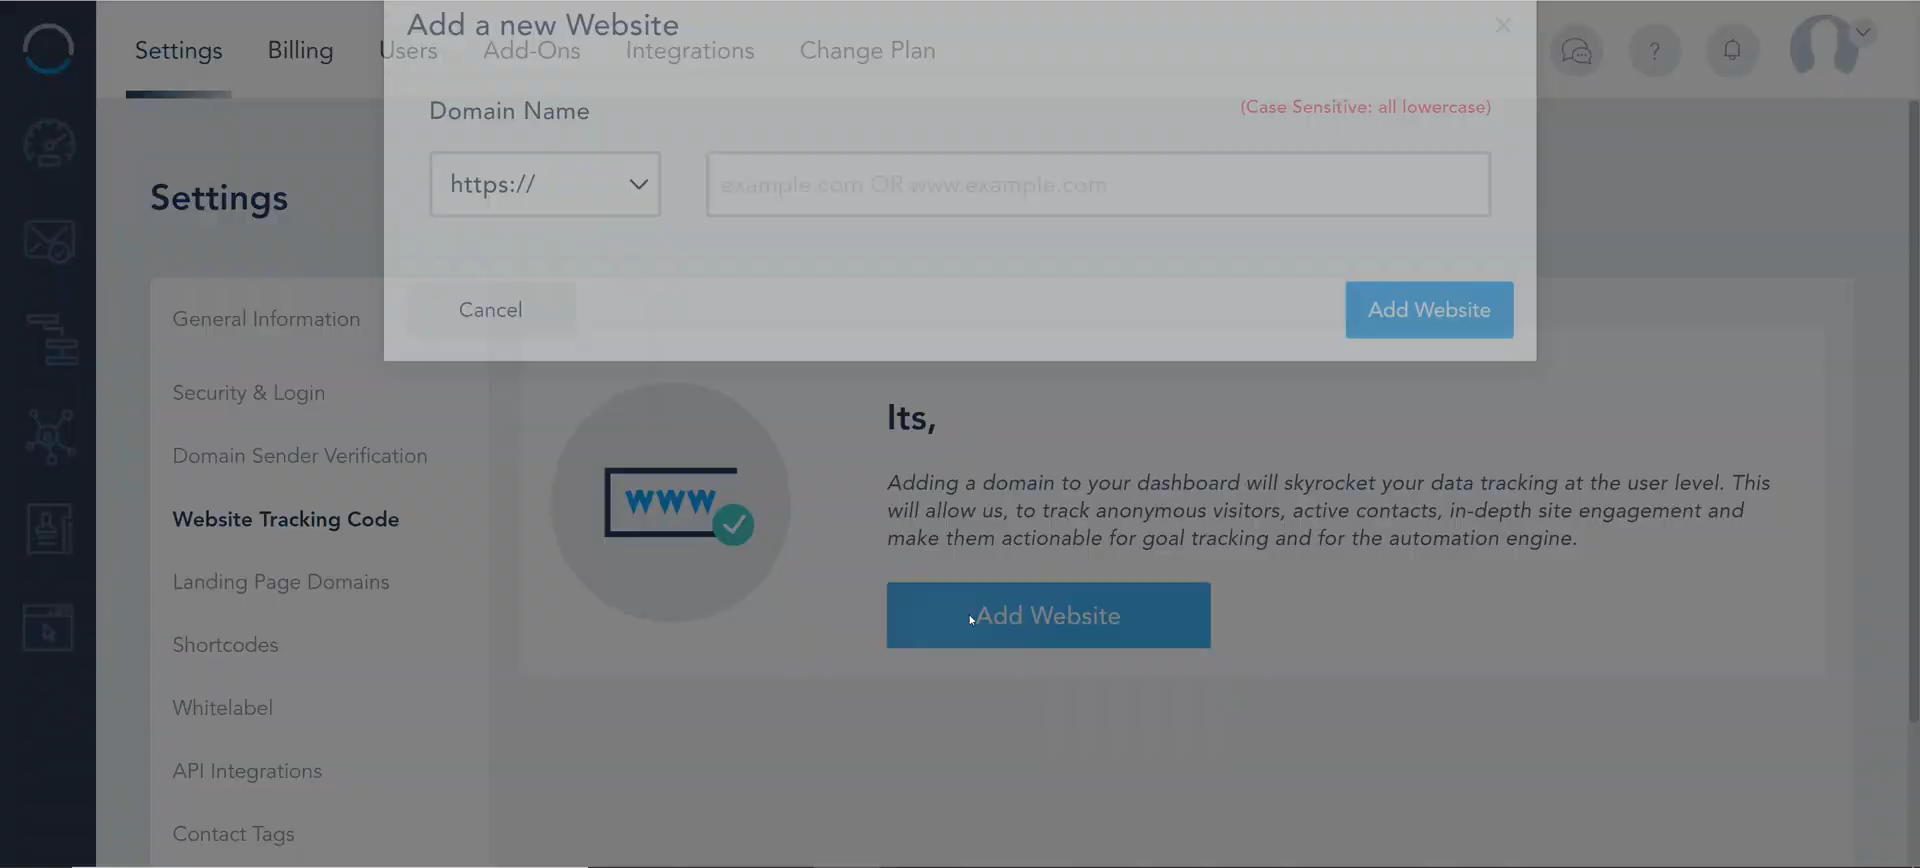 Add a new Website
Settings Billing Users Add-Ons Integrations Change Plan ?
Domain Name
(Case Sensitive: all lowercase)
https://
example.com OR www.example.com
Settings
Cancel
Add Website
General Information
Security & Login
Domain Sender Verification
Website Tracking Code
Landing Page Domains
Shortcodes
Whitelabel
API Integrations
Contact Tags
www
Its,
Adding a domain to your dashboard will skyrocket your data tracking at the user level. This
will allow us, to track anonymous visitors, active contacts, in-depth site engagement and
make them actionable for goal tracking and for the automation engine.
Add Website